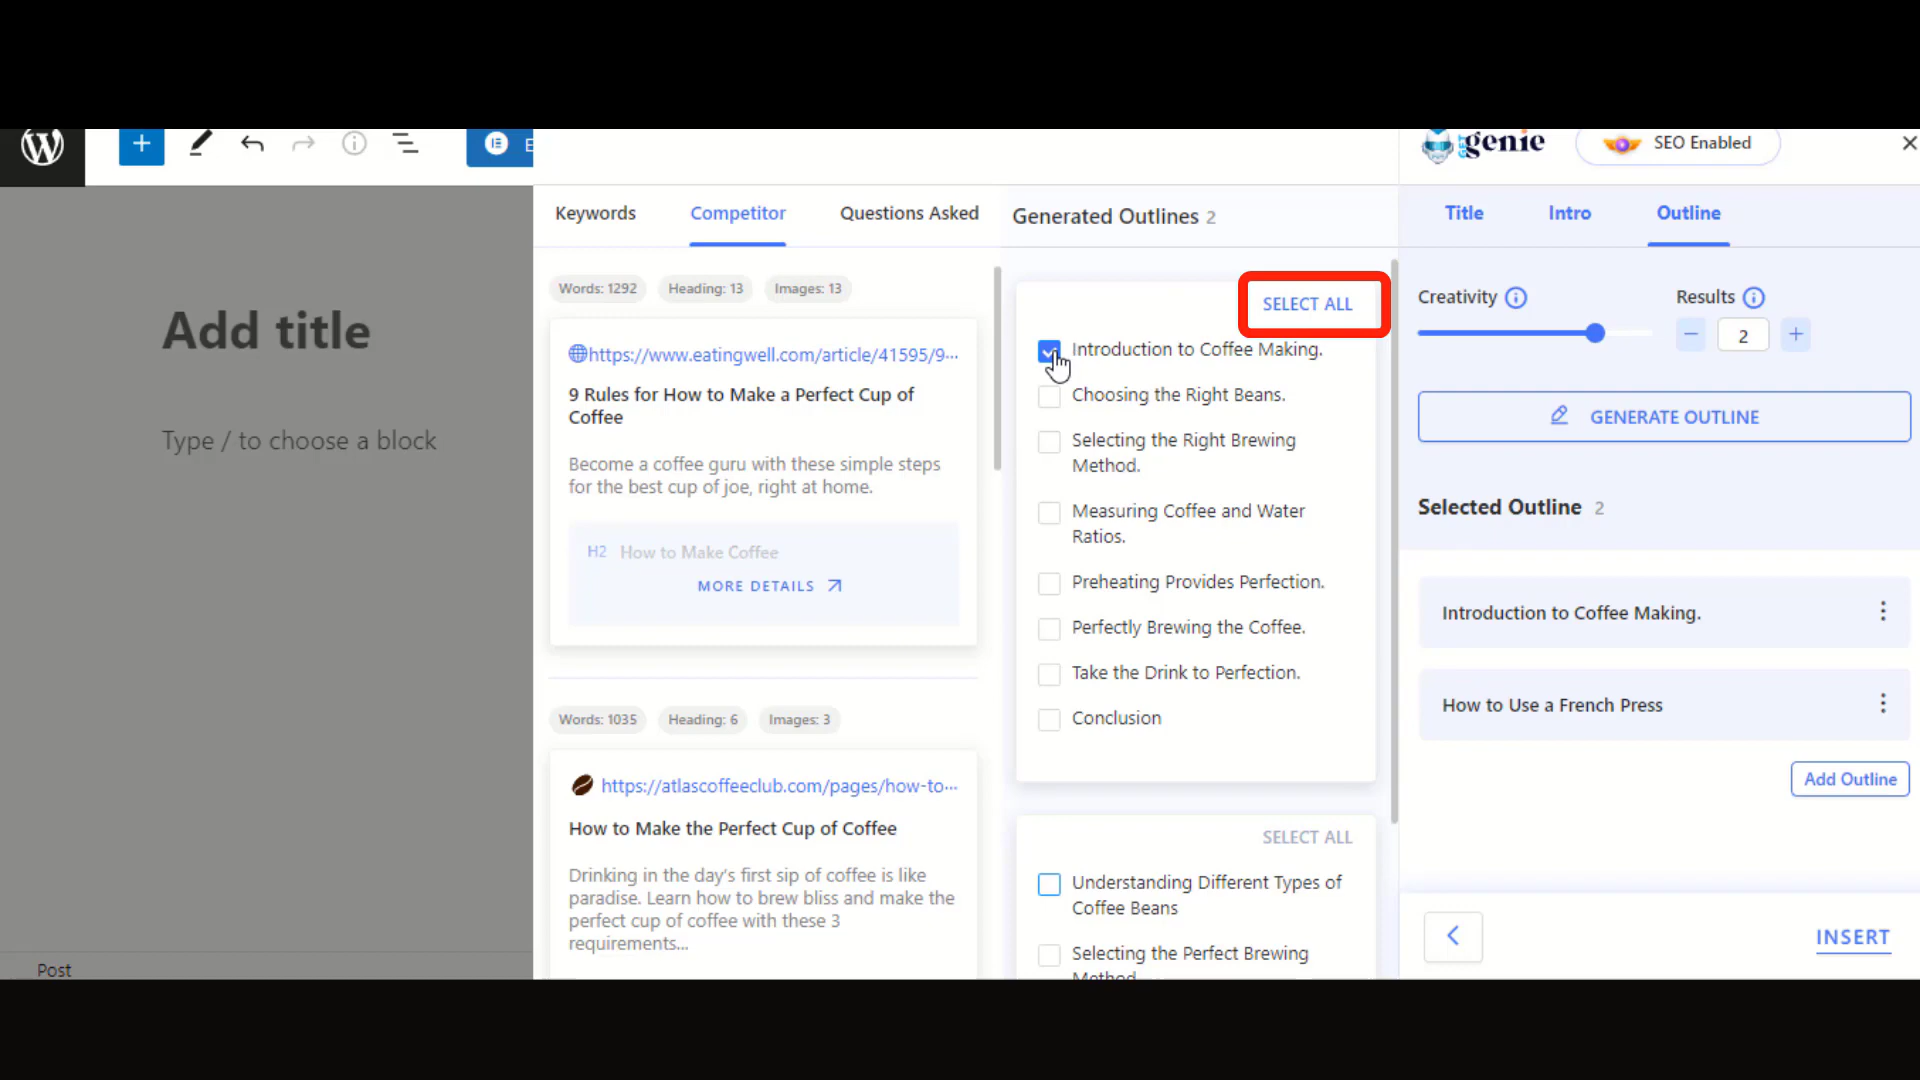 E
genie
SEO Enabled
Keywords
Competitor
Questions Asked
Generated Outlines 2
Title
Intro
Outline
Words: 1292
Heading: 13
Images: 13
SELECT ALL
Creativity
Results
2
Add title
Type / to choose a block
https://www.eatingwell.com/article/41595/9...
9 Rules for How to Make a Perfect Cup of
Coffee
Become a coffee guru with these simple steps
for the best cup of joe, right at home.
H2 How to Make Coffee
MORE DETAILS
Introduction to Coffee Making.
Choosing the Right Beans.
Selecting the Right Brewing
Method.
Measuring Coffee and Water
Ratios.
Preheating Provides Perfection.
Perfectly Brewing the Coffee.
Take the Drink to Perfection.
Conclusion
GENERATE OUTLINE
Selected Outline 2
Introduction to Coffee Making.
How to Use a French Press
Add Outline
Words: 1035
Heading: 6
Images: 3
https://atlascoffeeclub.com/pages/how-to...
How to Make the Perfect Cup of Coffee
Drinking in the day's first sip of coffee is like
paradise. Learn how to brew bliss and make the
perfect cup of coffee with these 3
requirements...
SELECT ALL
Understanding Different Types of
Coffee Beans
Selecting the Perfect Brewing
Method
INSERT
Post